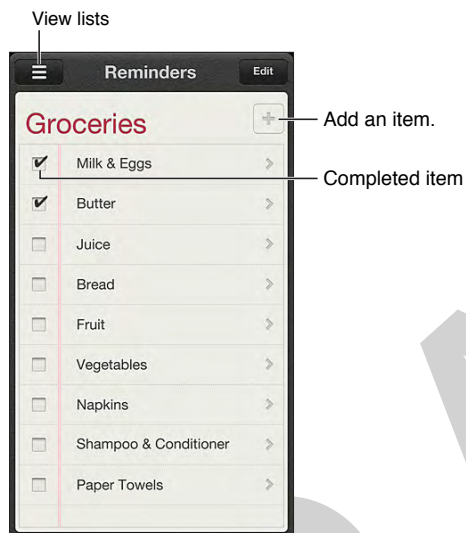 View lists
Reminders Edit
Groceries
Add an item.
Milk & Eggs
Completed item
Butter
Juice
Bread
Fruit
Vegetables
Napkins
Shampoo & Conditioner
Paper Towels